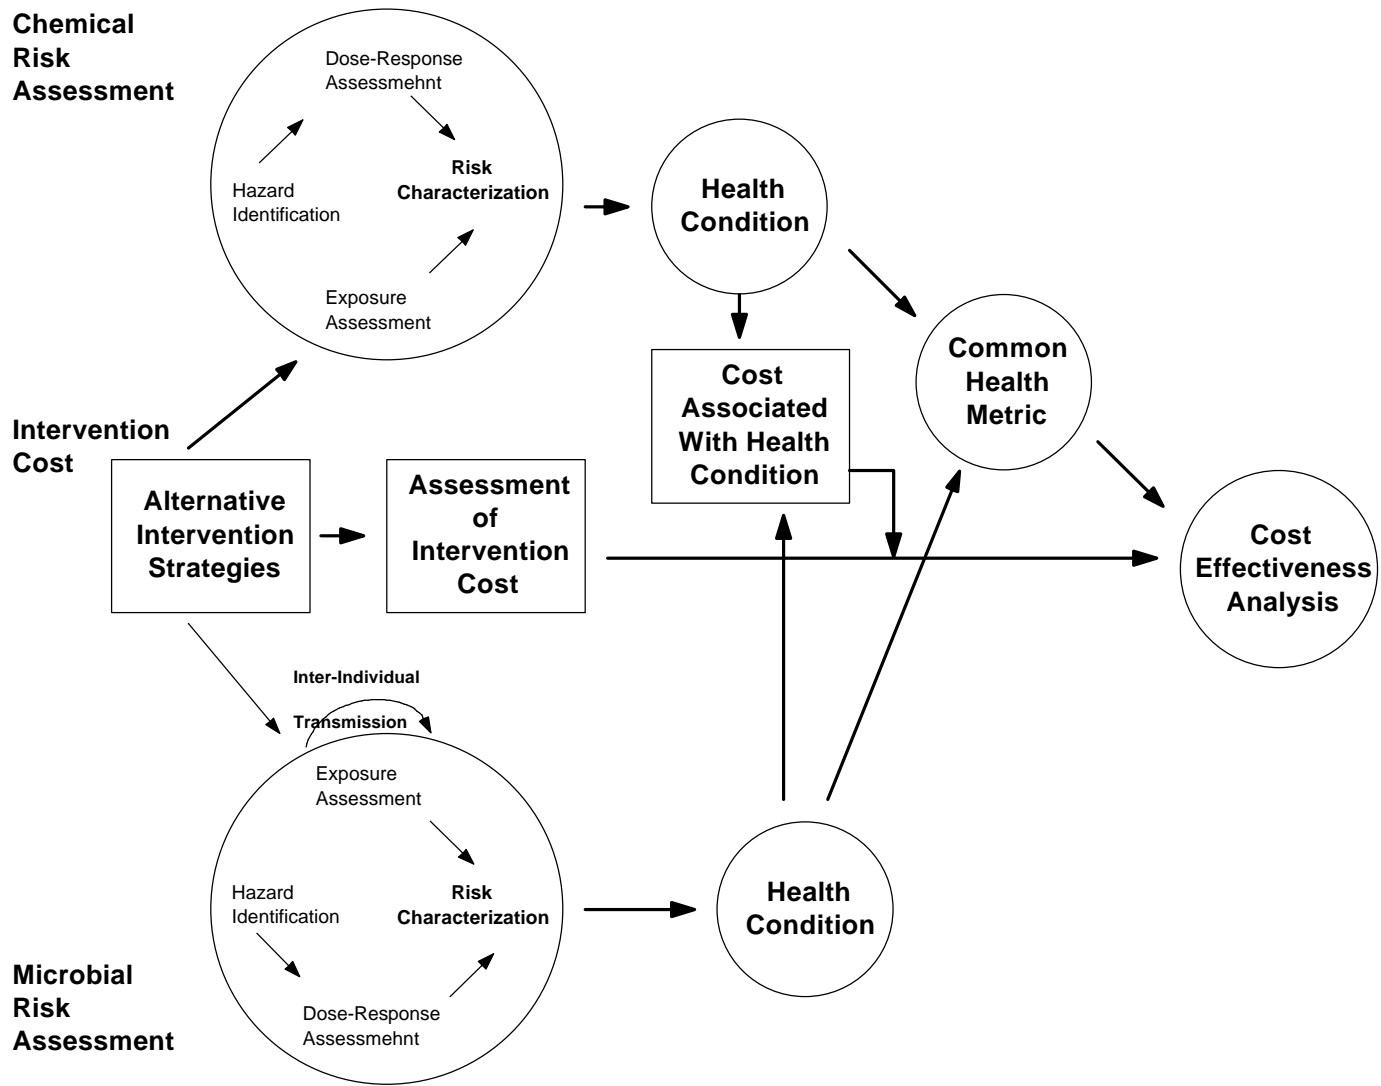 Chemical
Risk
Assessment
Dose-Response
Assessmehnt
Risk
Characterization
Hazard
Identification
Exposure
Assessment
Health
Condition
Common
Health
Metric
Cost
Associated
With Health
Condition
Intervention
Cost
Alternative
Intervention
Strategies
Assessment
of
Intervention
Cost
Cost
Effectiveness
Analysis
Inter-Individual
Transmission
Exposure
Assessment
Hazard
Identification
Risk
Characterization
Dose-Response
Assessmehnt
Health
Condition
Microbial
Risk
Assessment